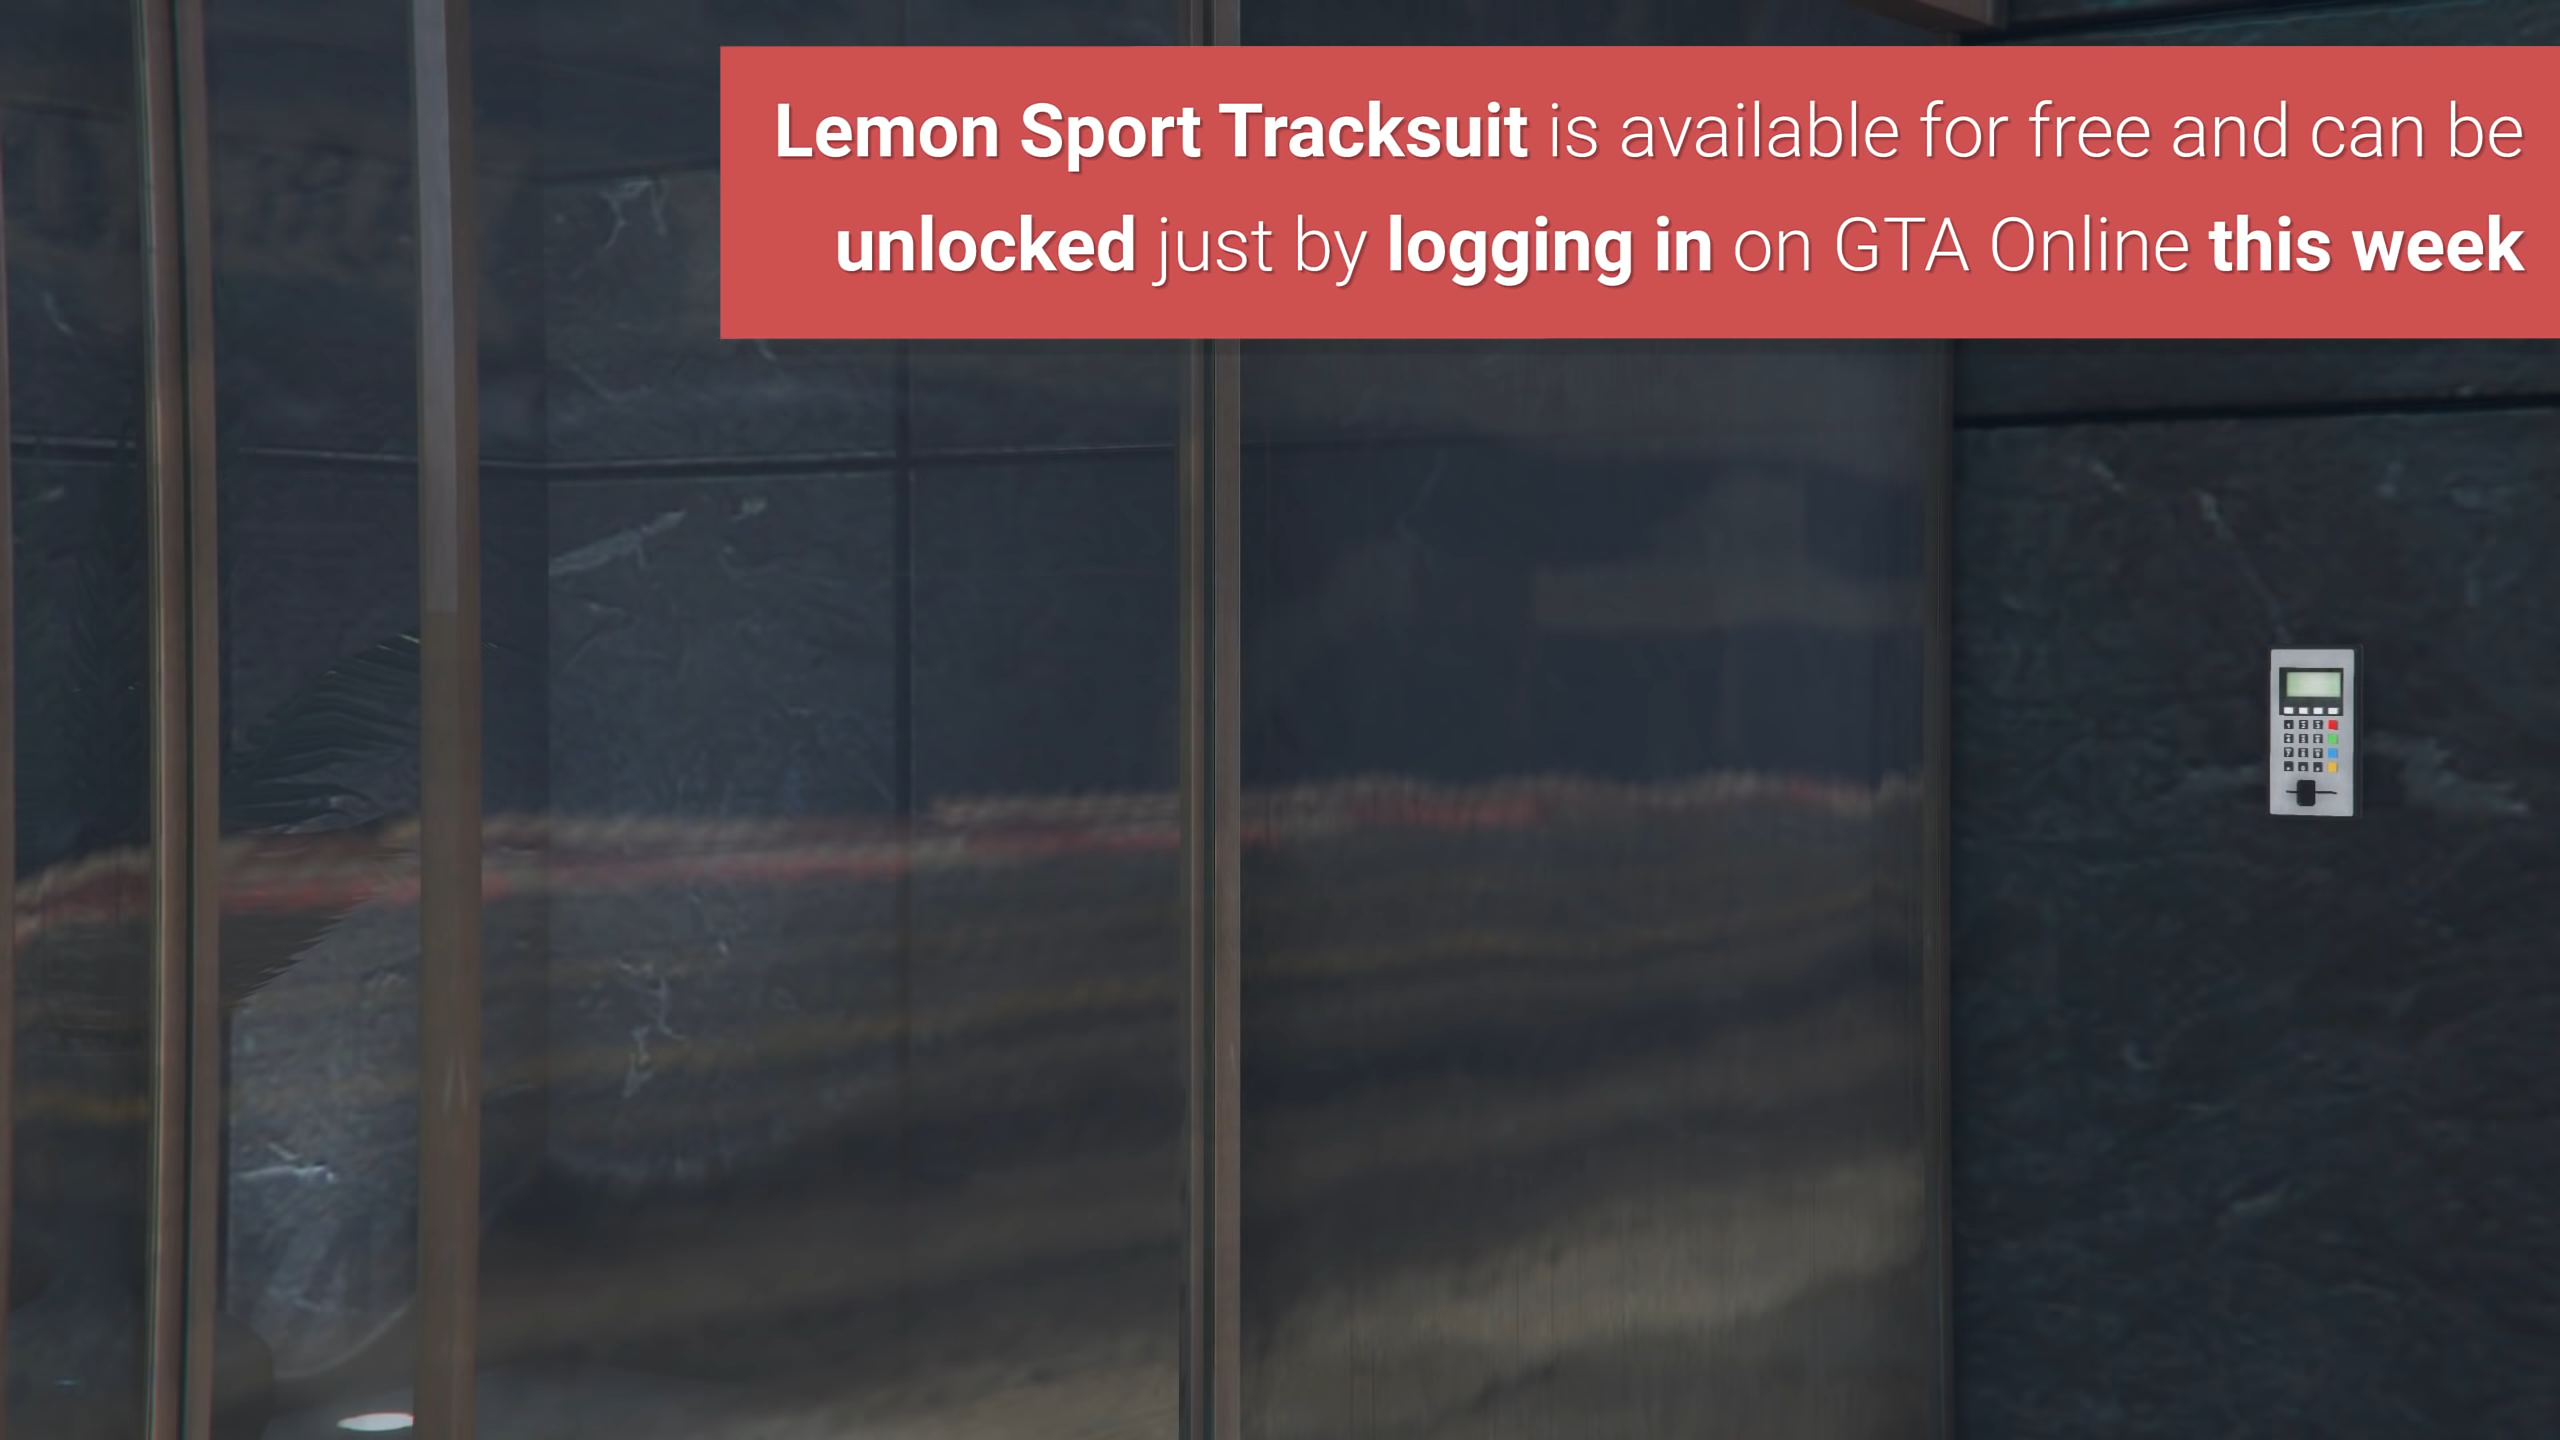 Lemon Sport Tracksuit is available for free and can be
unlocked just by logging in on GTA Online this week